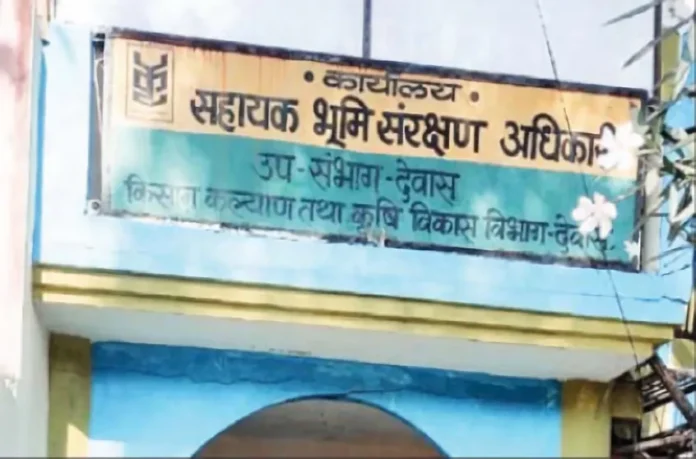 • कार्यालय •
सहायक भूमि संरक्षण अधिकारी
उप-संभाग-देवास
किसान कल्याण तथा कृषि विकास विभाग-देवास.